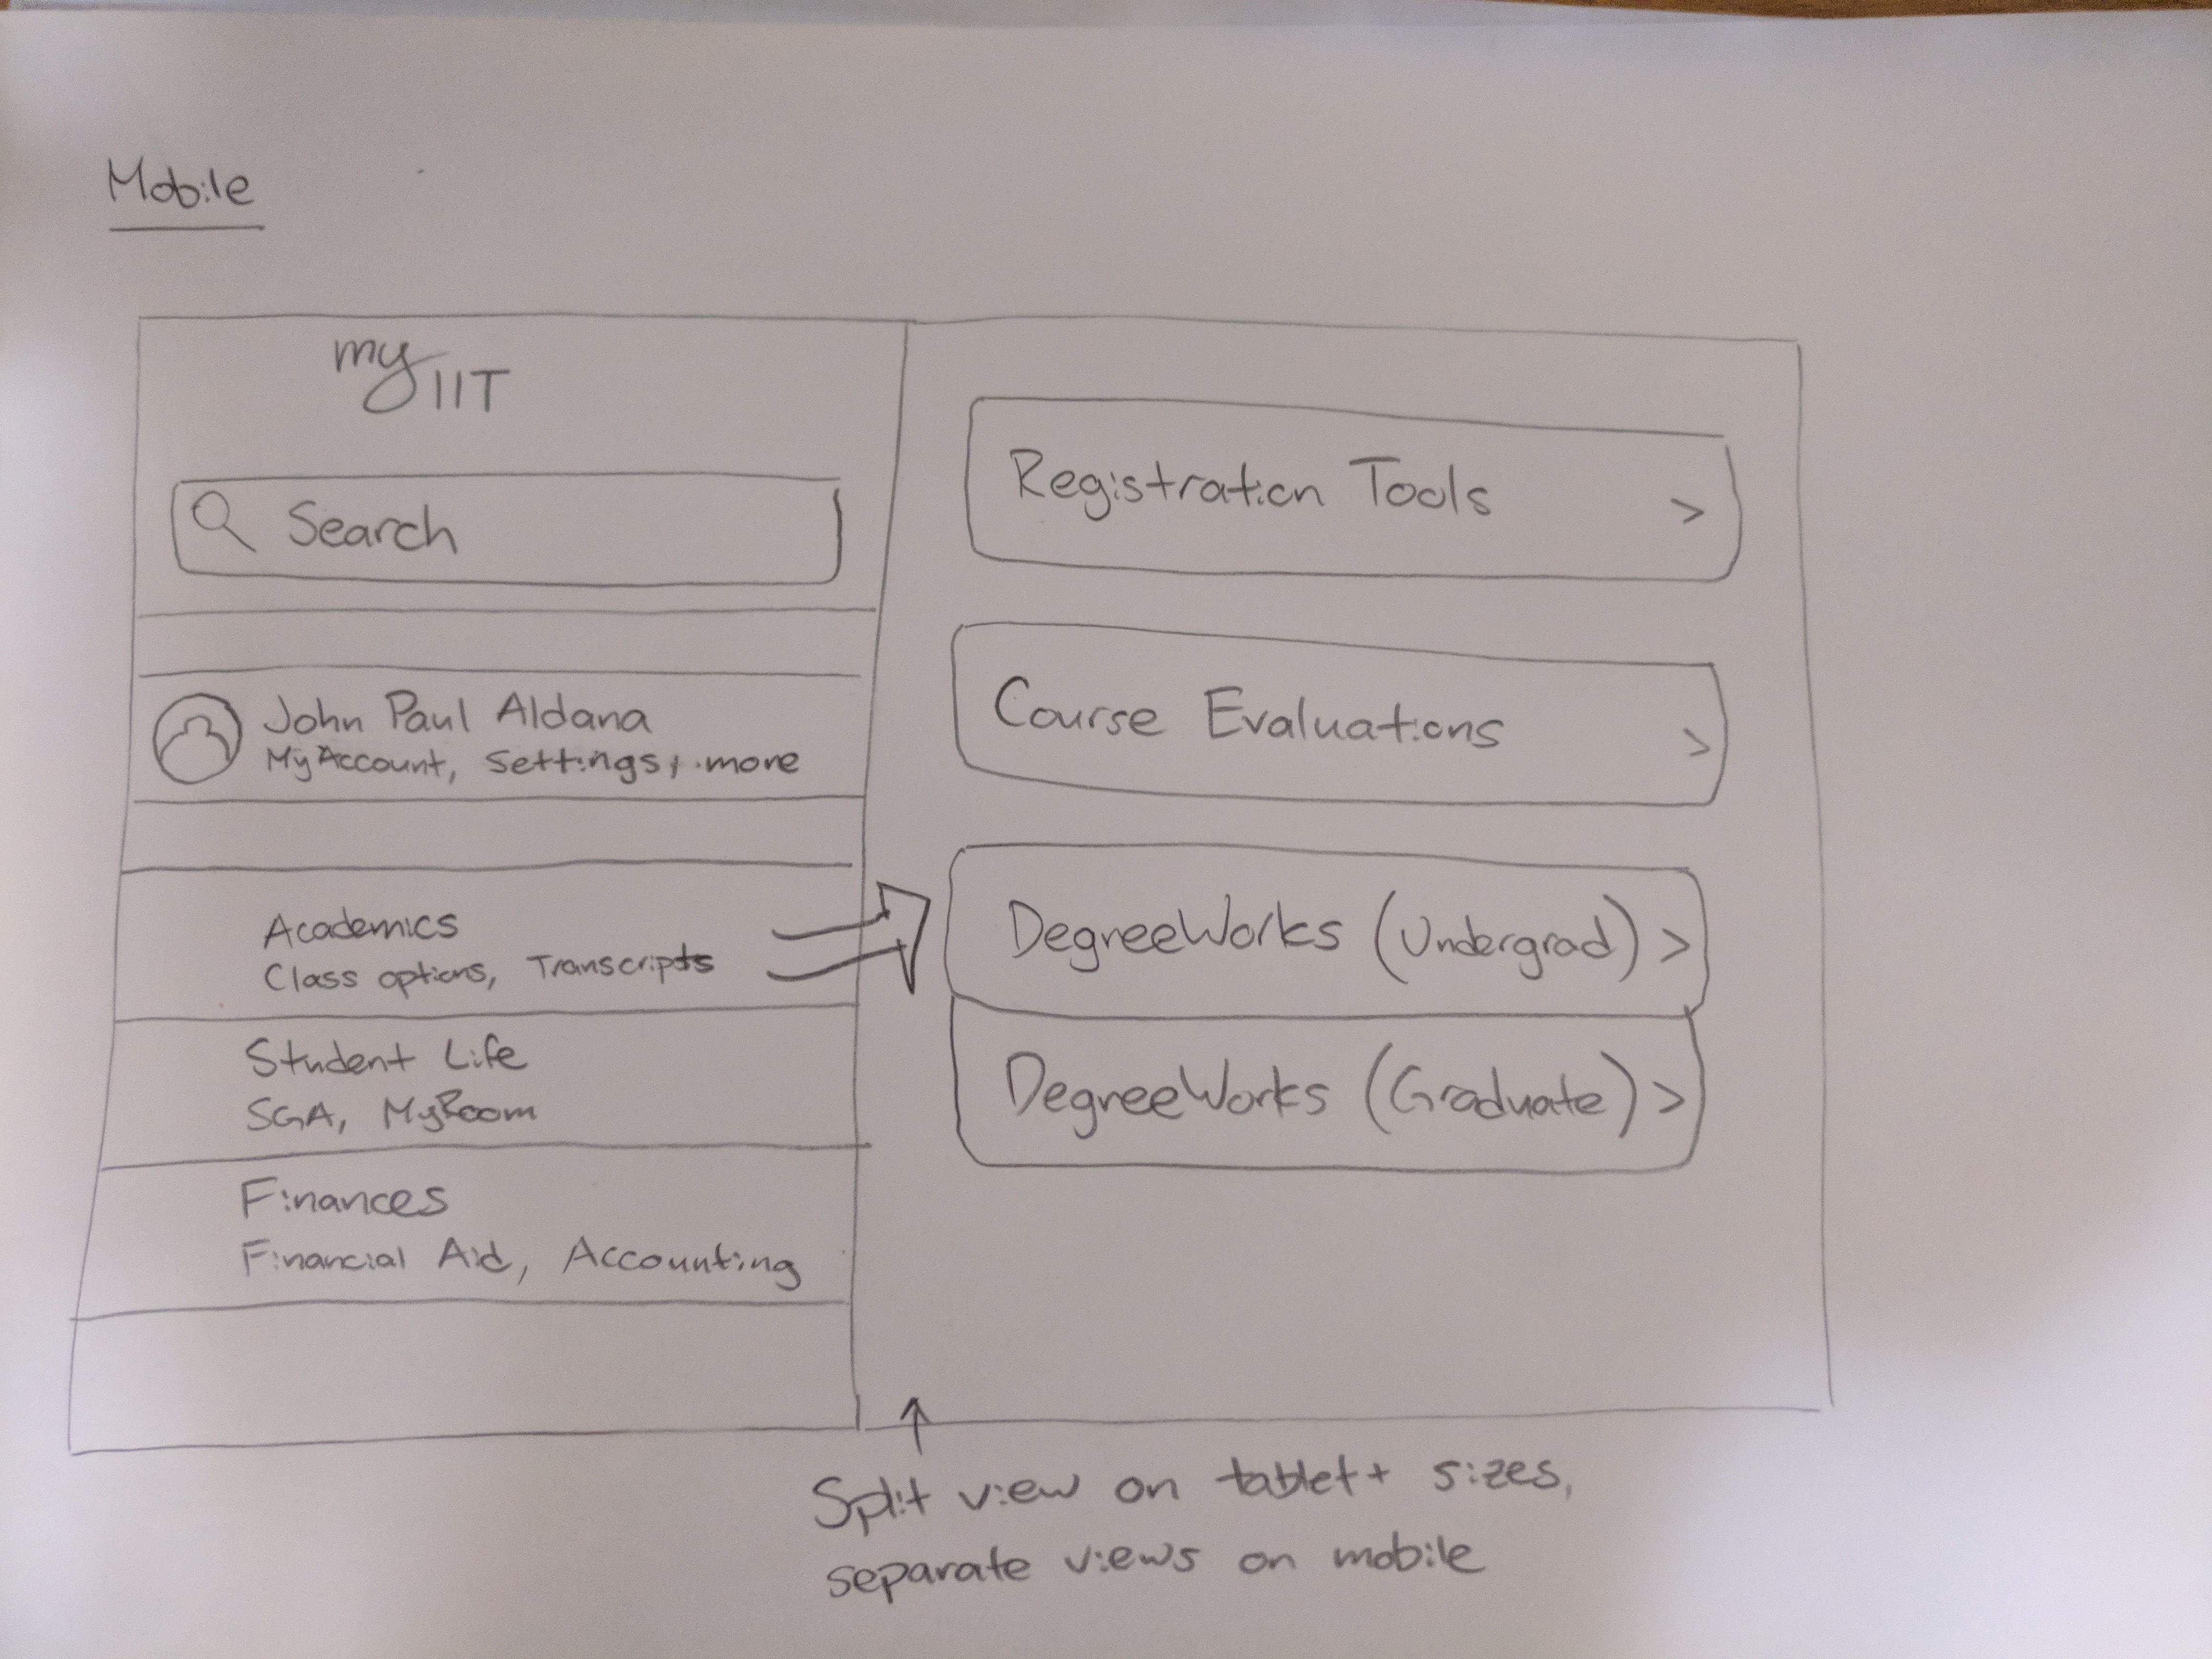 Mobile
my IIT
Search
John Paul Aldana
MyAccount, Settings, more
Academics
Class options, Transcripts
Student Life
SGA, MyRoom
Finances
Financial Aid, Accounting
Registration Tools >
Course Evaluations >
DegreeWorks (Undergrad) >
DegreeWorks (Graduate) >
Split view on tablet+ sizes,
separate views on mobile